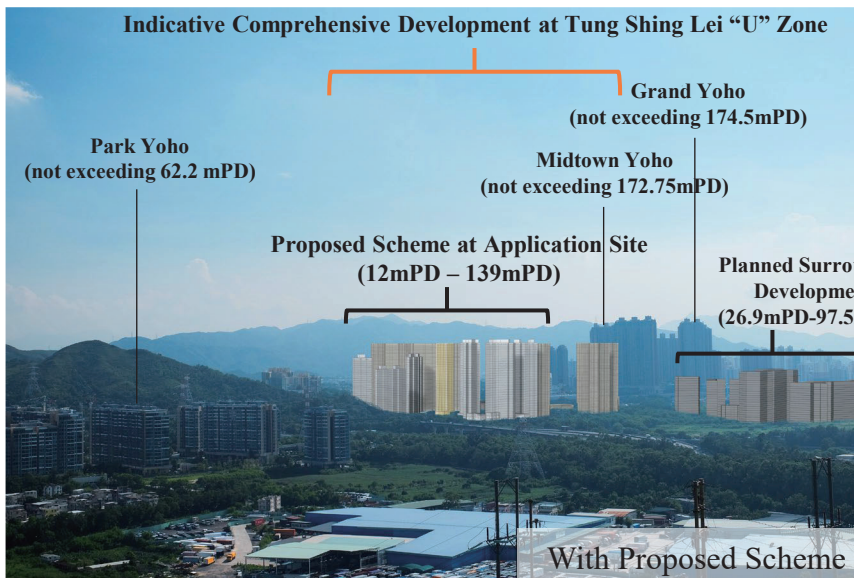 Indicative Comprehensive Development at Tung Shing Lei “U” Zone
Grand Yoho
(not exceeding 174.5mPD)
Park Yoho
(not exceeding 62.2 mPD)
Midtown Yoho
(not exceeding 172.75mPD)
Proposed Scheme at Application Site
(12mPD – 139mPD)
Planned Surro
Developme
(26.9mPD-97.5
With Proposed Scheme